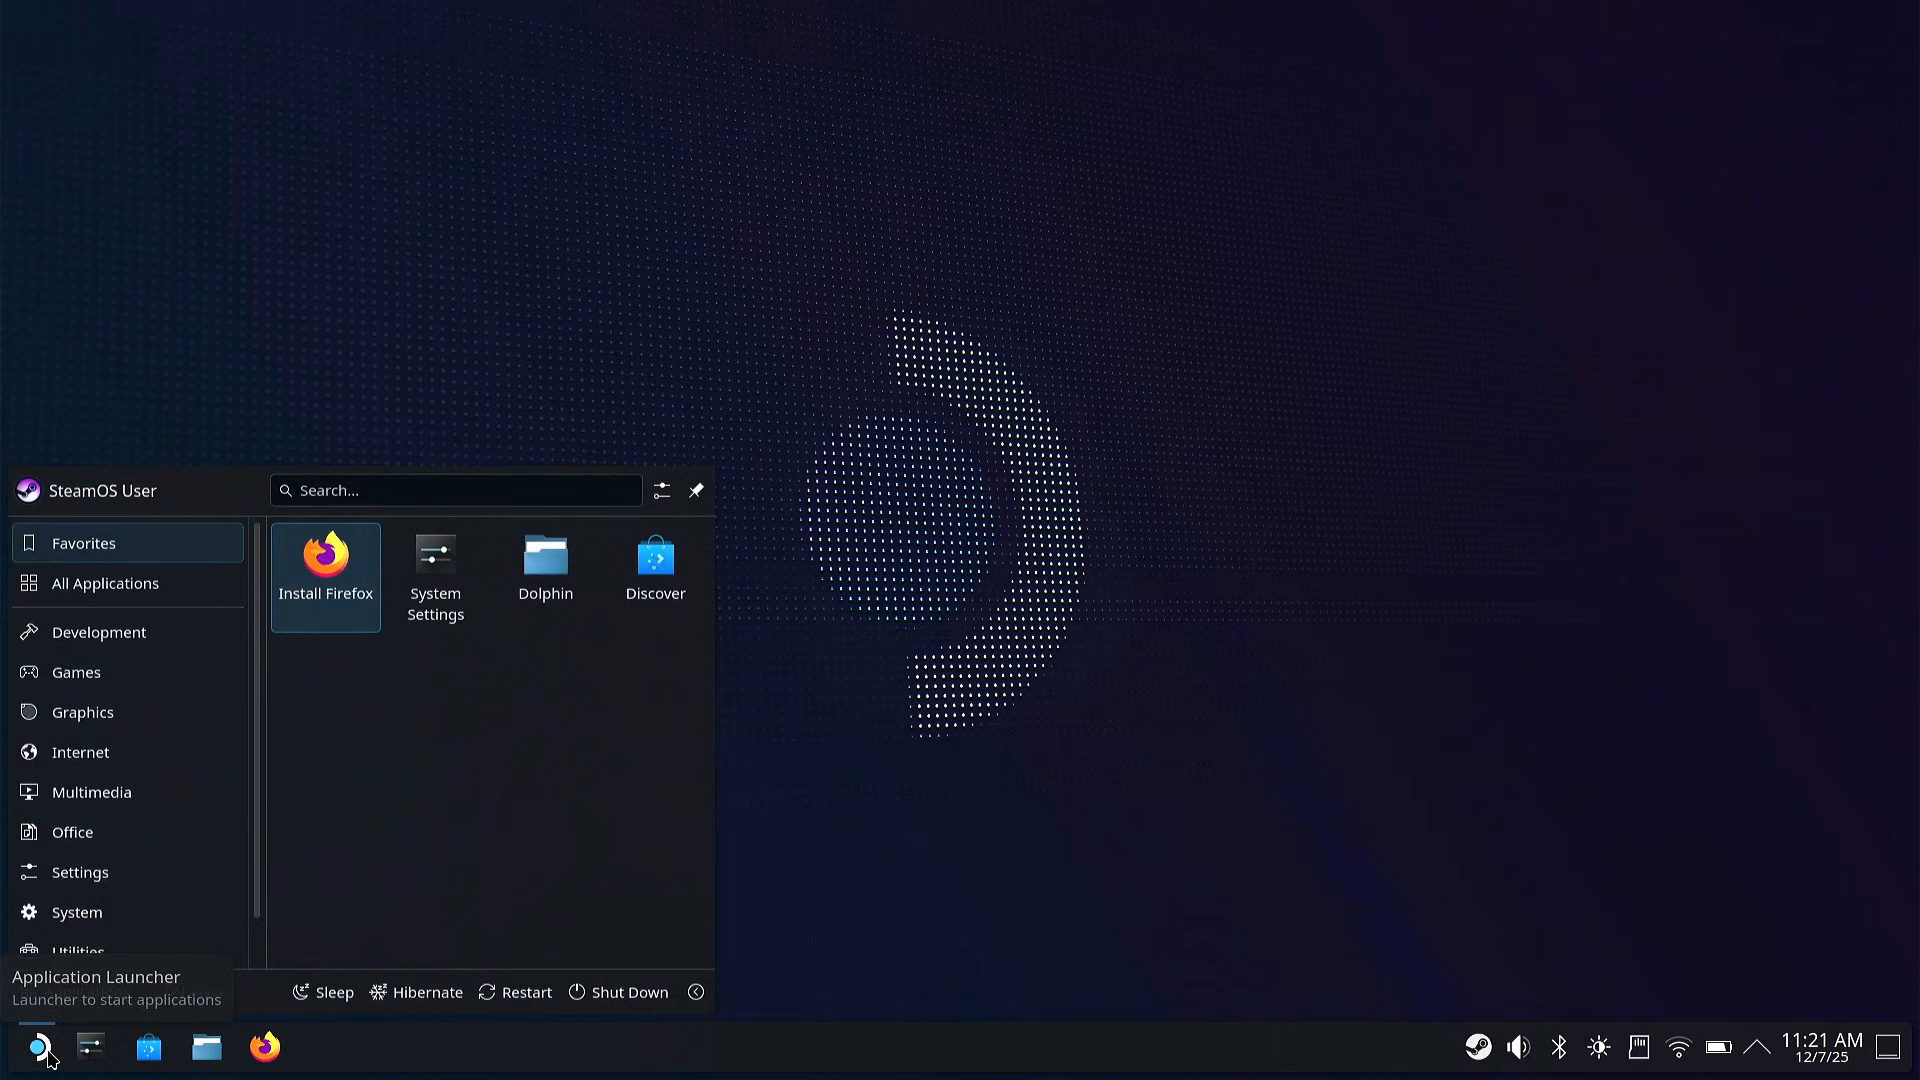 SteamOS User
Search...
Favorites
All Applications
Development
Games
Graphics
Internet
Multimedia
Office
Settings
System
Utilities
Install Firefox
System
Settings
Dolphin
Discover
Application Launcher
Launcher to start applications
Sleep
Hibernate
Restart
Shut Down
11:21 AM
12/7/25